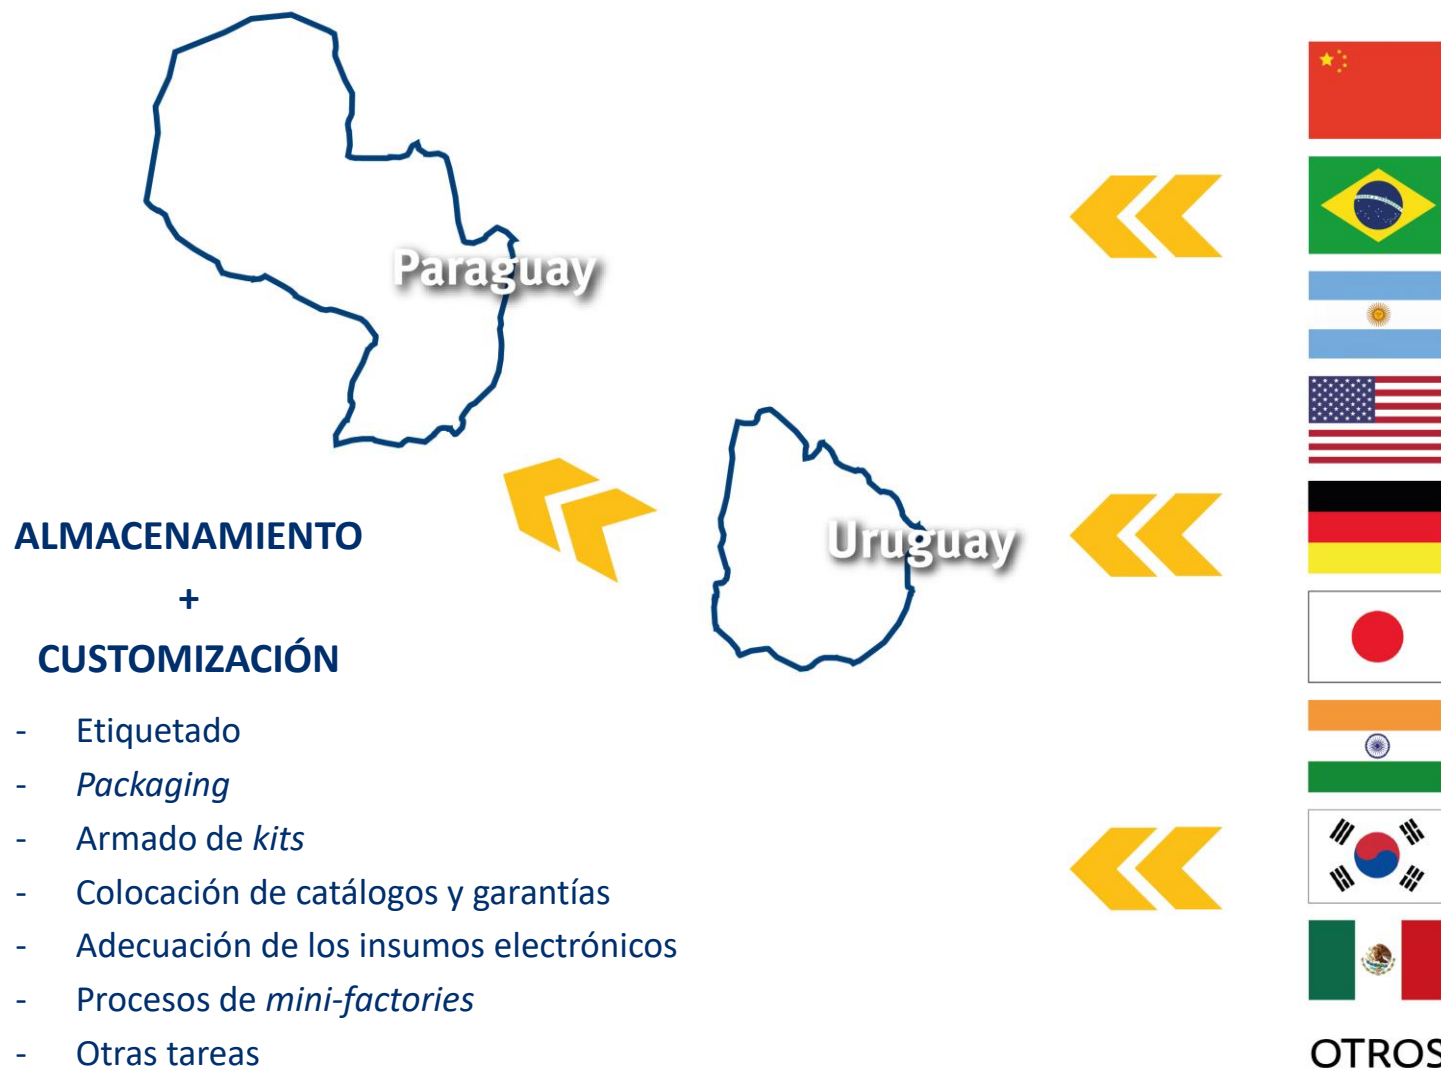 Paraguay
Uruguay
ALMACENAMIENTO
+
CUSTOMIZACIÓN
- Etiquetado
- Packaging
- Armado de kits
- Colocación de catálogos y garantías
- Adecuación de los insumos electrónicos
- Procesos de mini-factories
- Otras tareas
OTROS